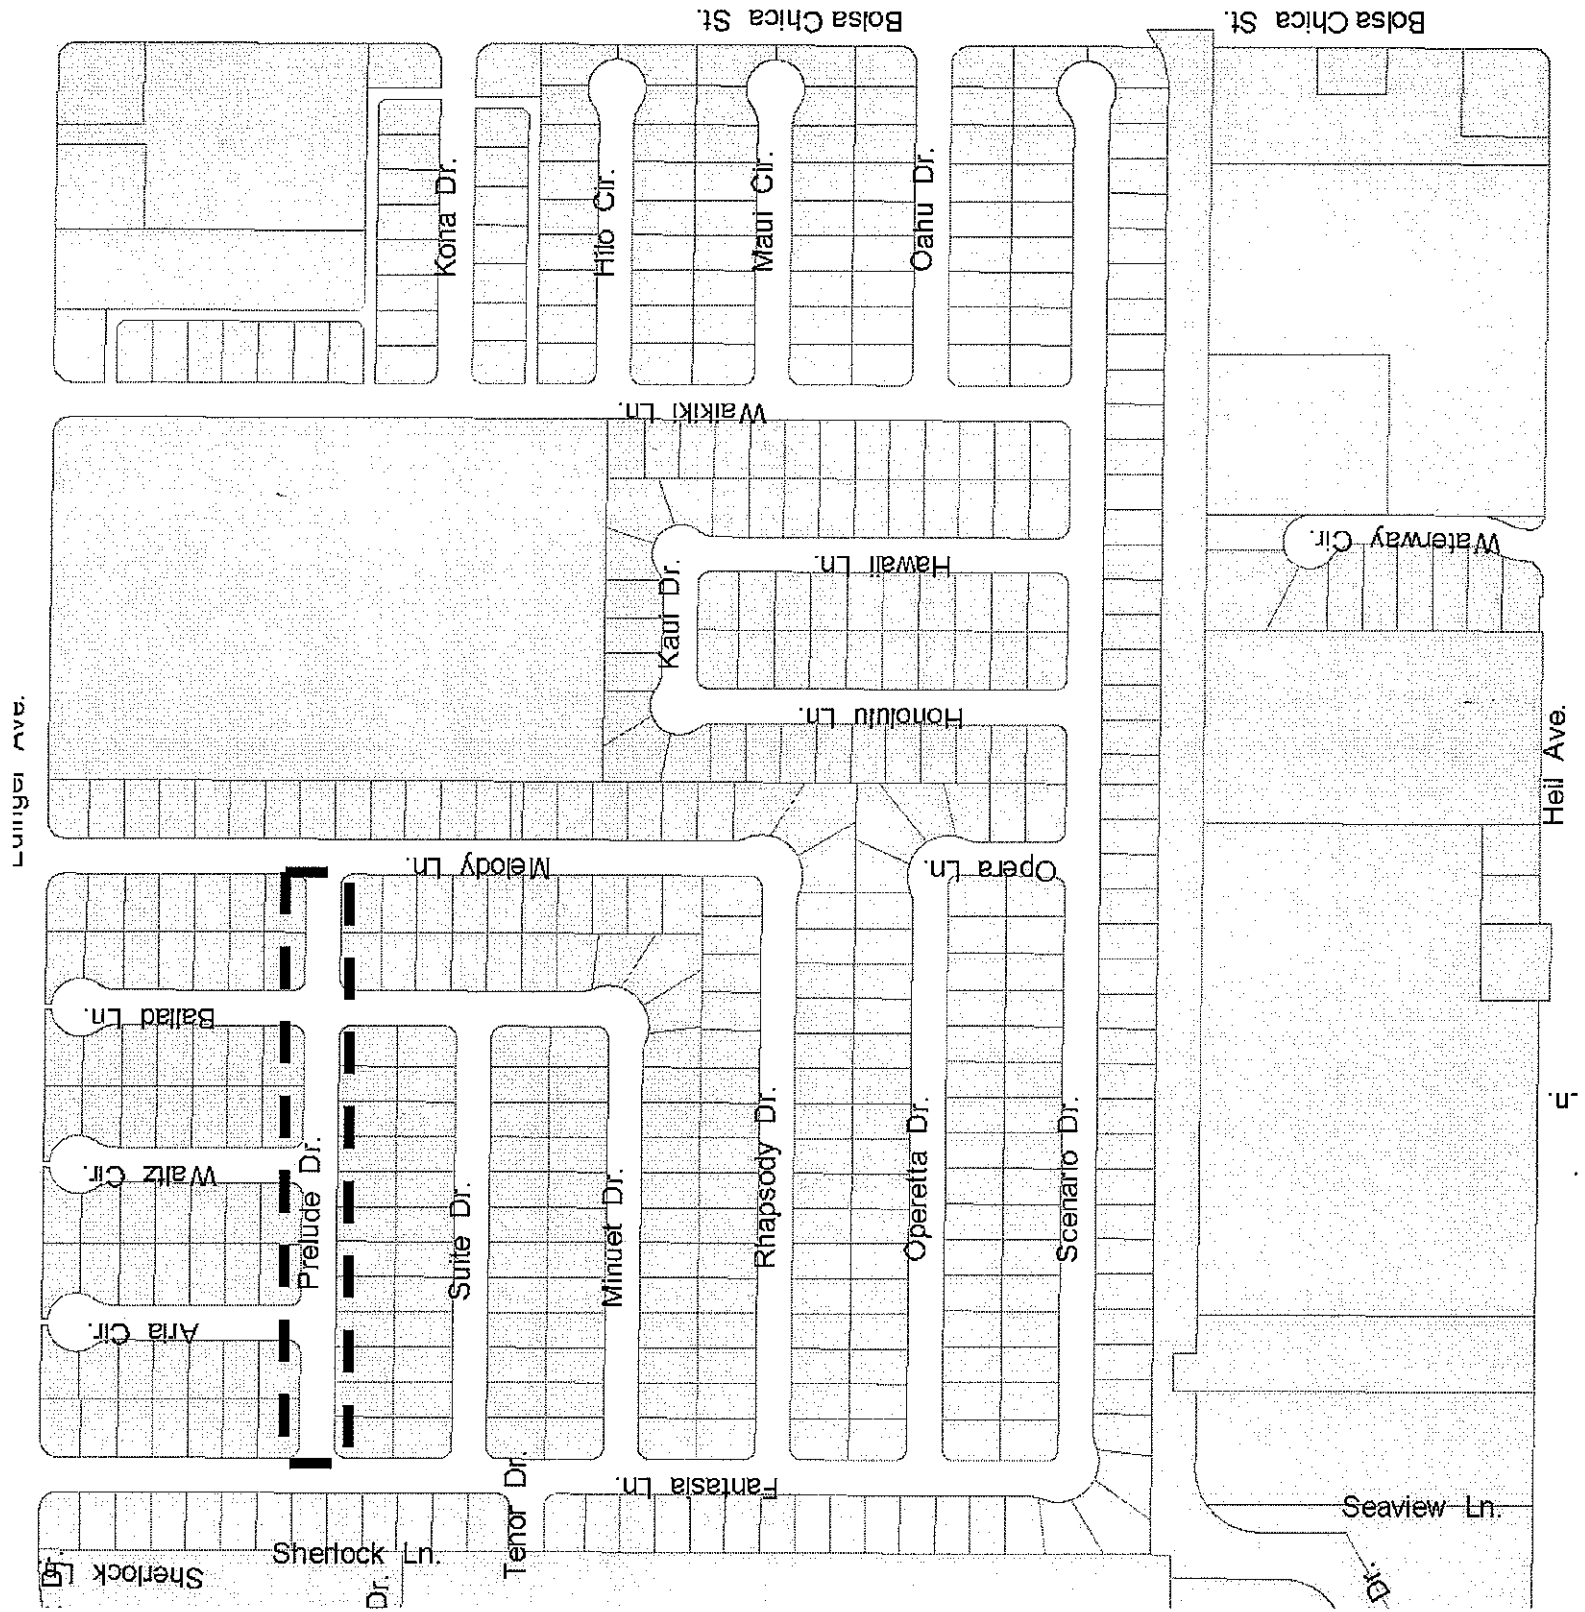 Bolsa Chica St.
Bolsa Chica St.
Kona Dr.
Hilo Cir.
Maui Cir.
Oahu Dr.
Waikiki Ln.
Hawaii Ln.
Waterway Cir.
Kaui Dr.
Honolulu Ln.
Ave.
Heil Ave.
Melody Ln.
Opera Ln.
Ballad Ln.
Waltz Cir.
Prelude Dr.
Suite Dr.
Minuet Dr.
Rhapsody Dr.
Operetta Dr.
Scenario Dr.
Aria Cir.
Fantasia Ln.
Tenor Dr.
Seaview Ln.
Sherlock Ln.
Sherlock
Dr.
Dr.